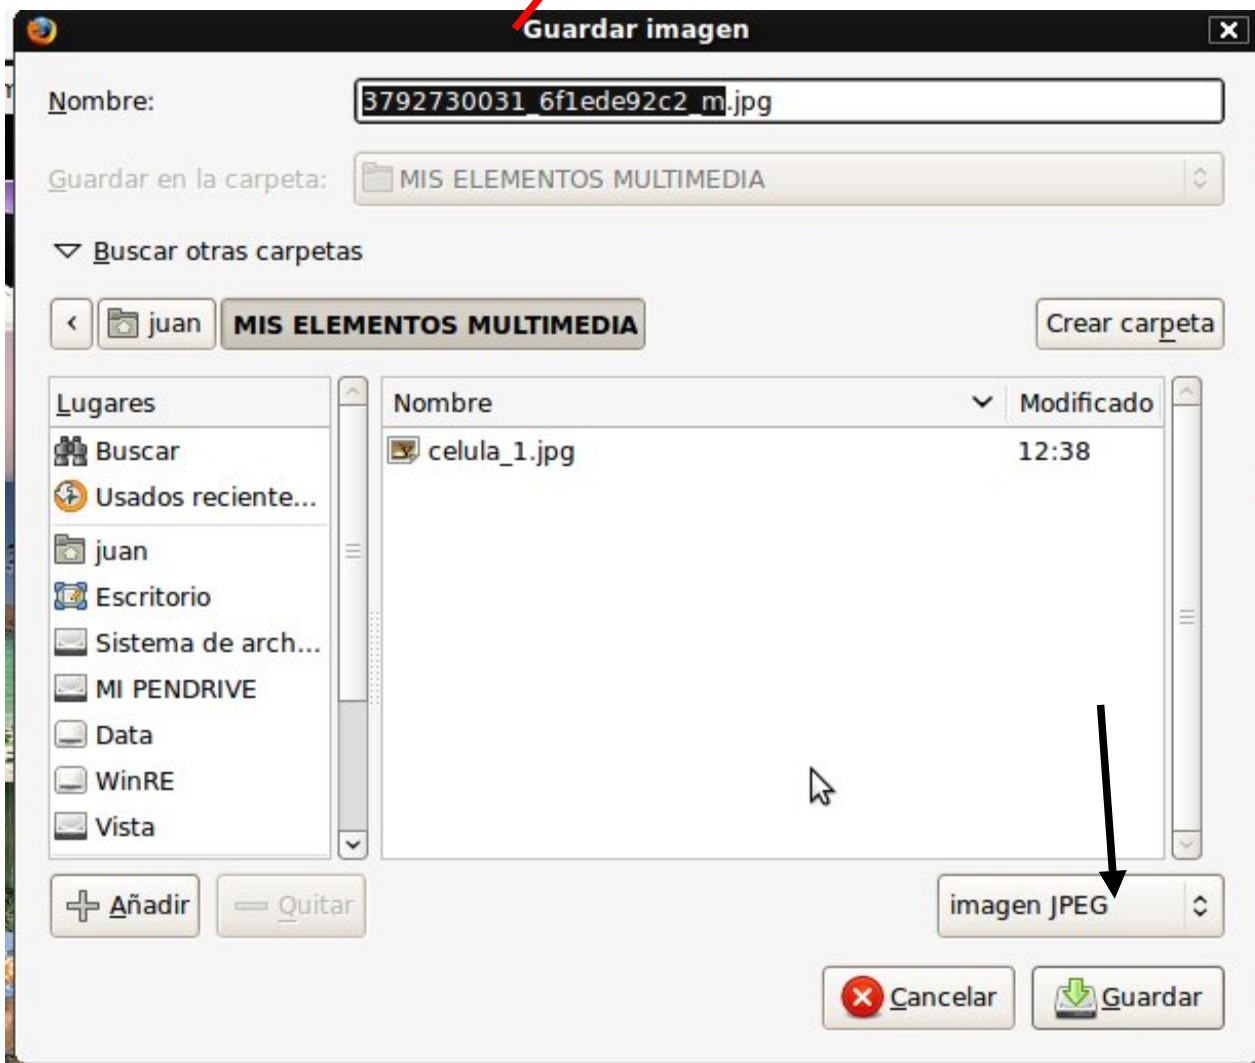 Guardar imagen
Nombre: 3792730031_6f1ede92c2_m.jpg
Guardar en la carpeta: MIS ELEMENTOS MULTIMEDIA
Buscar otras carpetas
juan MIS ELEMENTOS MULTIMEDIA Crear carpeta
Lugares Nombre Modificado
Buscar celula_1.jpg 12:38
Usados reciente...
juan
Escritorio
Sistema de arch...
MI PENDRIVE
Data
WinRE
Vista
Añadir Quitar imagen JPEG
Cancelar Guardar